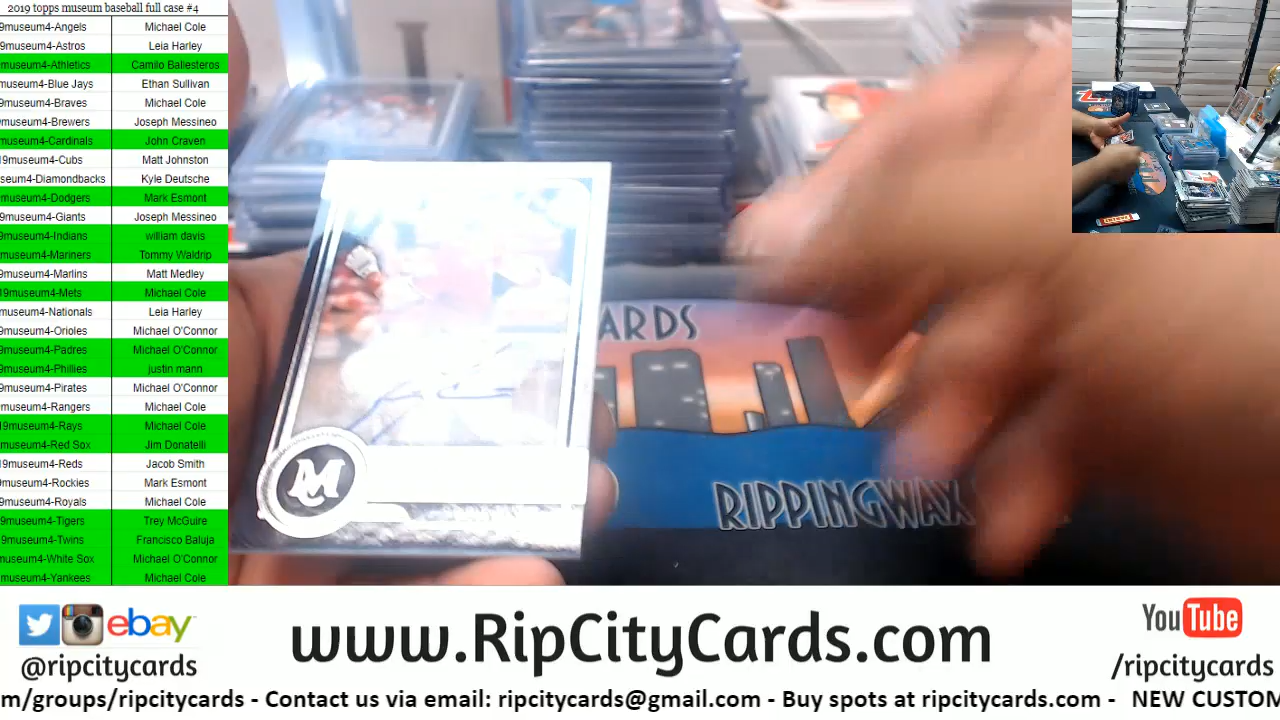 2019 topps museum baseball full case #4
9museum4-Angels Michael Cole
9museum4-Astros Leia Harley
museum4-Athletics Camilo Ballesteros
museum4-Blue Jays Ethan Sullivan
9museum4-Braves Michael Cole
9museum4-Brewers Joseph Messineo
museum4-Cardinals John Craven
19museum4-Cubs Matt Johnston
seum4-Diamondbacks Kyle Deutsche
9museum4-Dodgers Mark Esmont
9museum4-Giants Joseph Messineo
9museum4-Indians william davis
museum4-Mariners Tommy Waldrip
9museum4-Marlins Matt Medley
19museum4-Mets Michael Cole
museum4-Nationals Leia Harley
9museum4-Orioles Michael O'Connor
9museum4-Padres Michael O'Connor
9museum4-Phillies justin mann
9museum4-Pirates Michael O'Connor
9museum4-Rangers Michael Cole
19museum4-Rays Michael Cole
museum4-Red Sox Jim Donatelli
19museum4-Reds Jacob Smith
9museum4-Rockies Mark Esmont
9museum4-Royals Michael Cole
9museum4-Tigers Trey McGuire
9museum4-Twins Francisco Baluja
museum4-White Sox Michael O'Connor
museum4-Yankees Michael Cole
ARDS
RIPPINGWAX
MC
ebay
@ripcitycards
www.RipCityCards.com
YouTube
/ripcitycards
m/groups/ripcitycards - Contact us via email: ripcitycards@gmail.com - Buy spots at ripcitycards.com - NEW CUSTOM